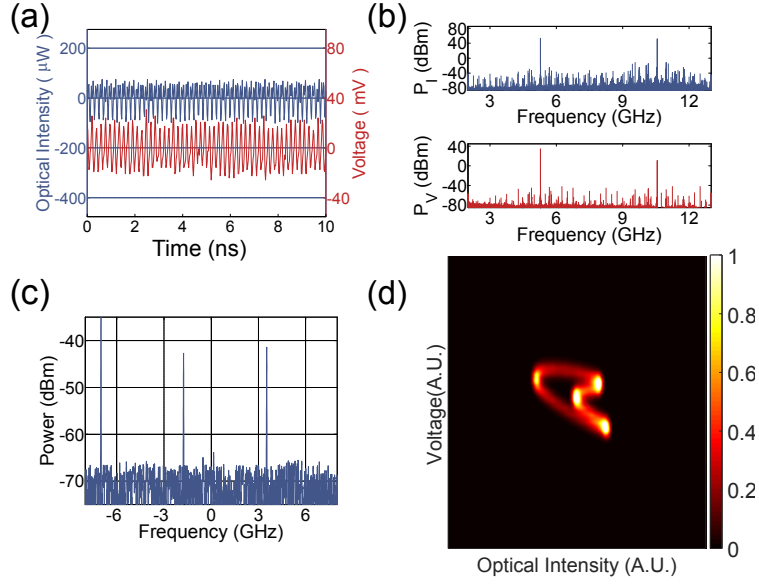 (a)
200
0
-200
-400
Optical Intensity ( μW )
80
40
0
-40
Voltage ( mV )
0 2 4 6 8 10
Time (ns)
(b)
80
40
0
-40
-80
P_I (dBm)
3 6 9 12
Frequency (GHz)
40
0
-40
-80
P_V (dBm)
3 6 9 12
Frequency (GHz)
(c)
-40
-50
-60
-70
Power (dBm)
-6 -3 0 3 6
Frequency (GHz)
(d)
Voltage(A.U.)
Optical Intensity (A.U.)
1
0.8
0.6
0.4
0.2
0